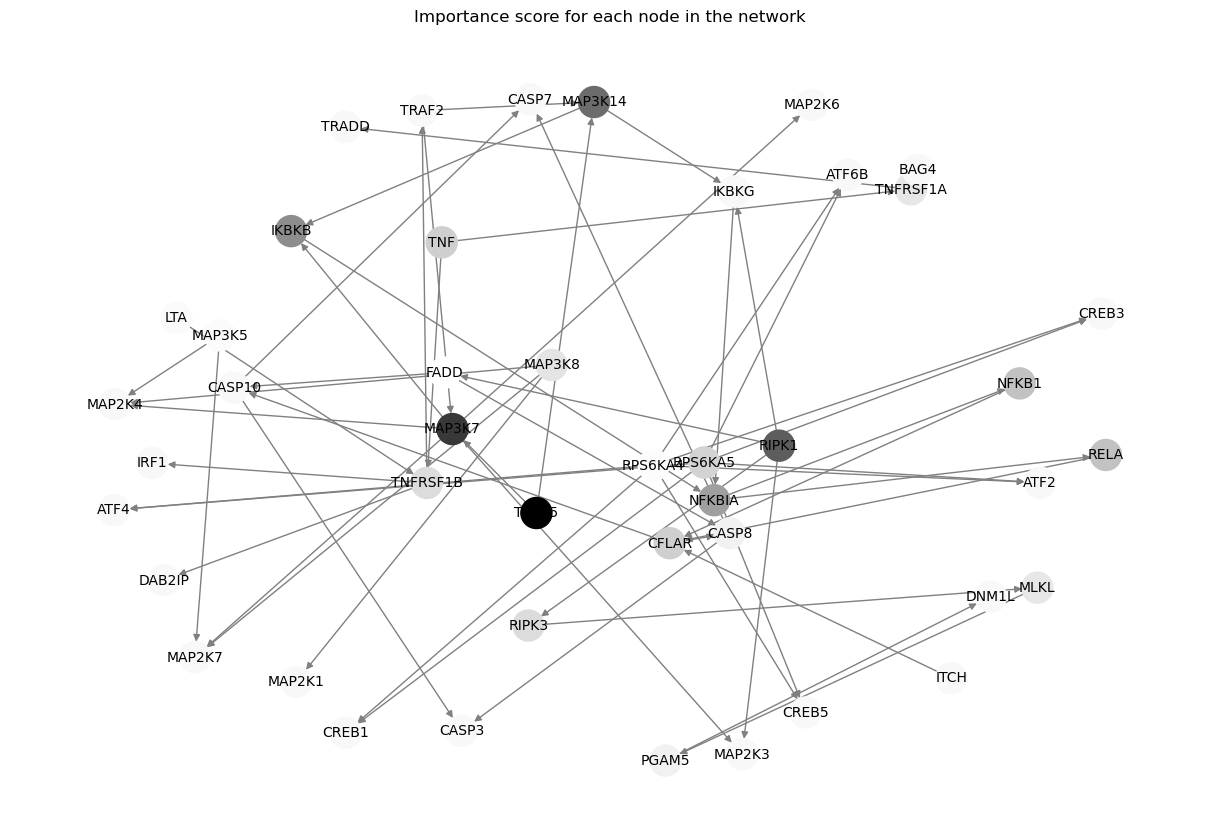 Importance score for each node in the network
CASP7
MAP3K14
MAP2K6
TRAF2
TRADD
BAG4
ATF6B
TNFRSF1A
IKBKG
IKBKB
TNF
CREB3
LTA
MAP3K5
MAP3K8
FADD
NFKB1
CASP10
MAP2K4
MAP3K7
RIPK1
RELA
IRF1
RPS6KA4
RPS6KA5
TNFRSF1B
ATF2
NFKBIA
ATF4
CASP8
CFLAR
DAB2IP
MLKL
DNM1L
RIPK3
MAP2K7
ITCH
MAP2K1
CREB5
CREB1
CASP3
MAP2K3
PGAM5